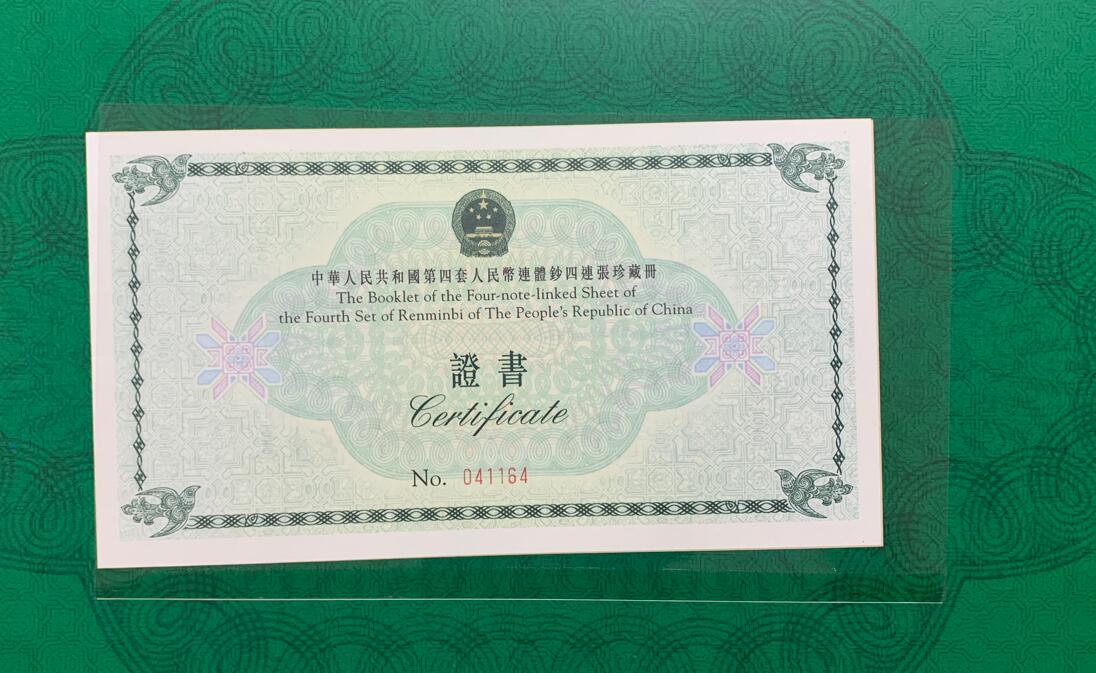 中華人民共和國第四套人民幣連體鈔四連張珍藏冊
The Booklet of the Four-note-linked Sheet of
the Fourth Set of Renminbi of The People's Republic of China
證書
Certificate
No. 041164